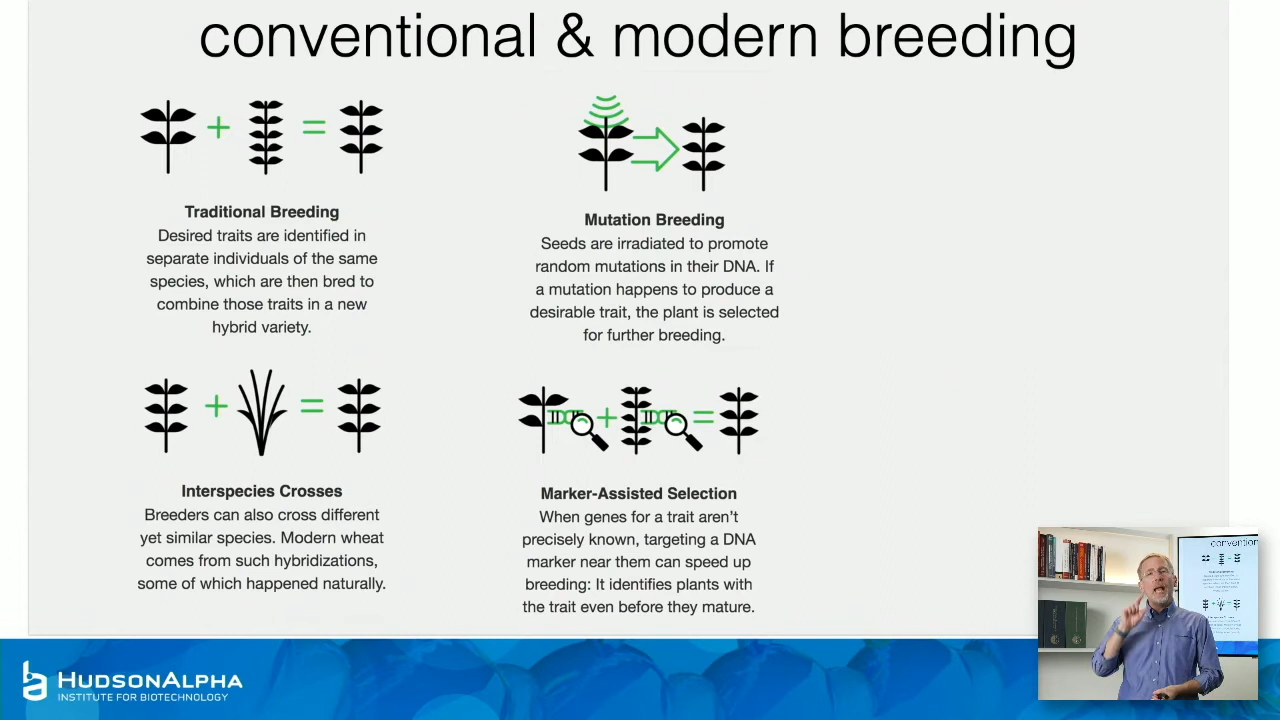 conventional & modern breeding
Traditional Breeding
Desired traits are identified in
separate individuals of the same
species, which are then bred to
combine those traits in a new
hybrid variety.
Mutation Breeding
Seeds are irradiated to promote
random mutations in their DNA. If
a mutation happens to produce a
desirable trait, the plant is selected
for further breeding.
Interspecies Crosses
Breeders can also cross different
yet similar species. Modern wheat
comes from such hybridizations,
some of which happened naturally.
Marker-Assisted Selection
When genes for a trait aren’t
precisely known, targeting a DNA
marker near them can speed up
breeding: It identifies plants with
the trait even before they mature.
convention
HUDSONALPHA
INSTITUTE FOR BIOTECHNOLOGY